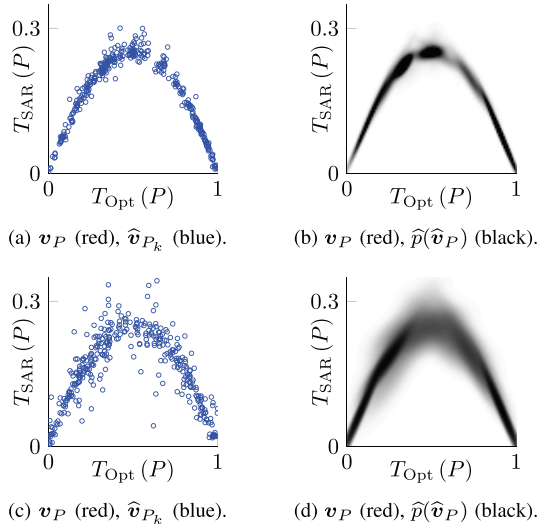 0.3
0.3
T_SAR (P)
T_SAR (P)
0
0
0
1
0
1
T_Opt (P)
T_Opt (P)
(a) v_P (red), v̂_{P_k} (blue).
(b) v_P (red), p̂(v̂_P) (black).
0.3
0.3
T_SAR (P)
T_SAR (P)
0
0
0
1
0
1
T_Opt (P)
T_Opt (P)
(c) v_P (red), v̂_{P_k} (blue).
(d) v_P (red), p̂(v̂_P) (black).